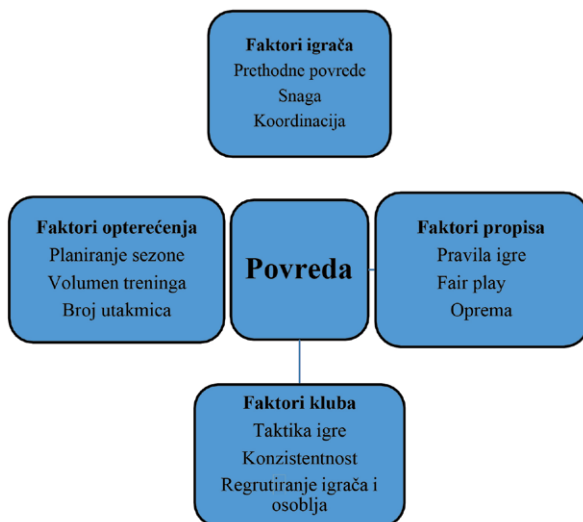 Faktori igrača
Prethodne povrede
Snaga
Koordinacija
Faktori opterećenja
Planiranje sezone
Volumen treninga
Broj utakmica
Povreda
Faktori propisa
Pravila igre
Fair play
Oprema
Faktori kluba
Taktika igre
Konzistentnost
Regrutiranje igrača i
osoblja